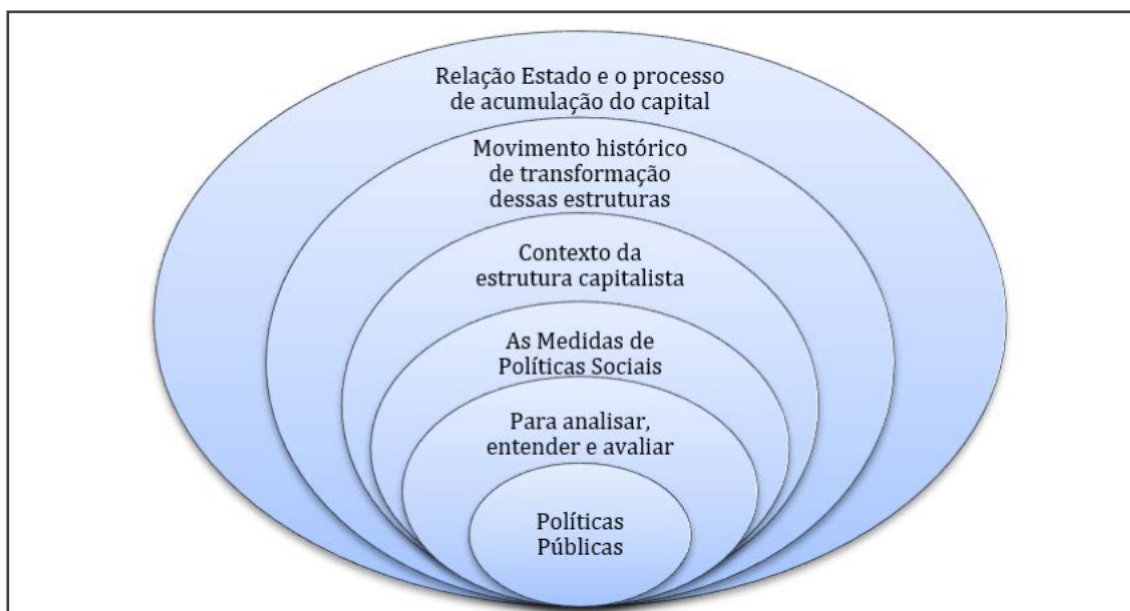 Relação Estado e o processo
de acumulação do capital
Movimento histórico
de transformação
dessas estruturas
Contexto da
estrutura capitalista
As Medidas de
Políticas Sociais
Para analisar,
entender e avaliar
Políticas
Públicas